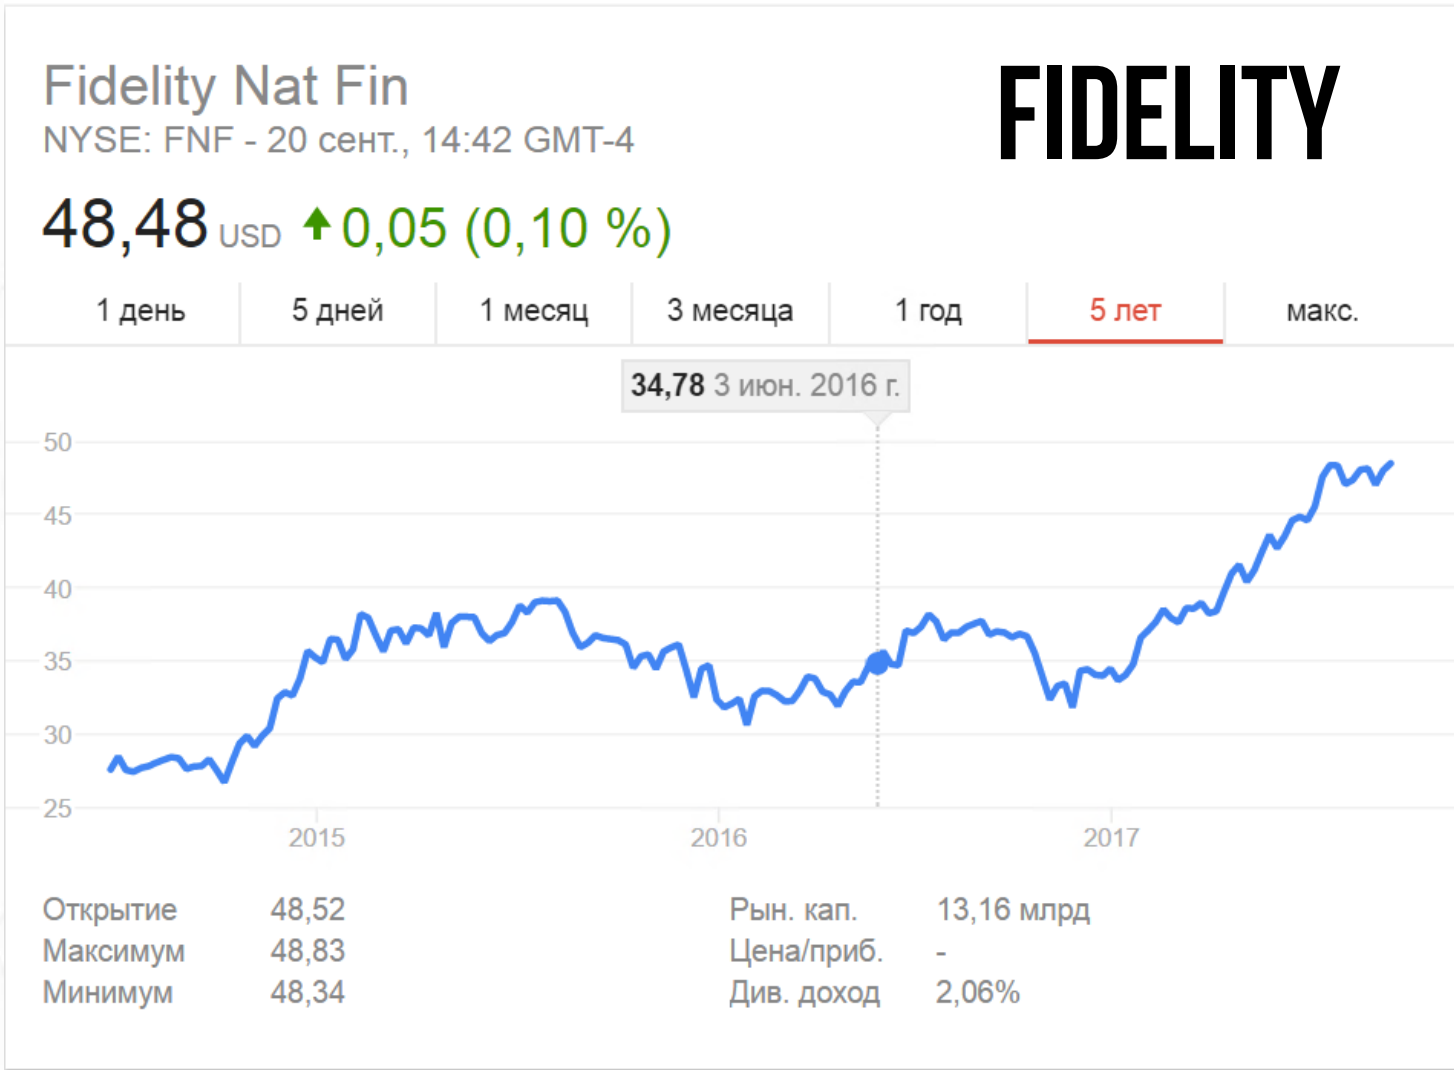 Fidelity Nat Fin
FIDELITY
NYSE: FNF - 20 сент., 14:42 GMT-4
48,48 USD 0,05 (0,10 %)
1 день 5 дней 1 месяц 3 месяца 1 год 5 лет макс.
34,78 3 июн. 2016 г.
50
45
40
35
30
25
2015 2016 2017
Открытие 48,52 Рын. кап. 13,16 млрд
Максимум 48,83 Цена/приб. -
Минимум 48,34 Див. доход 2,06%